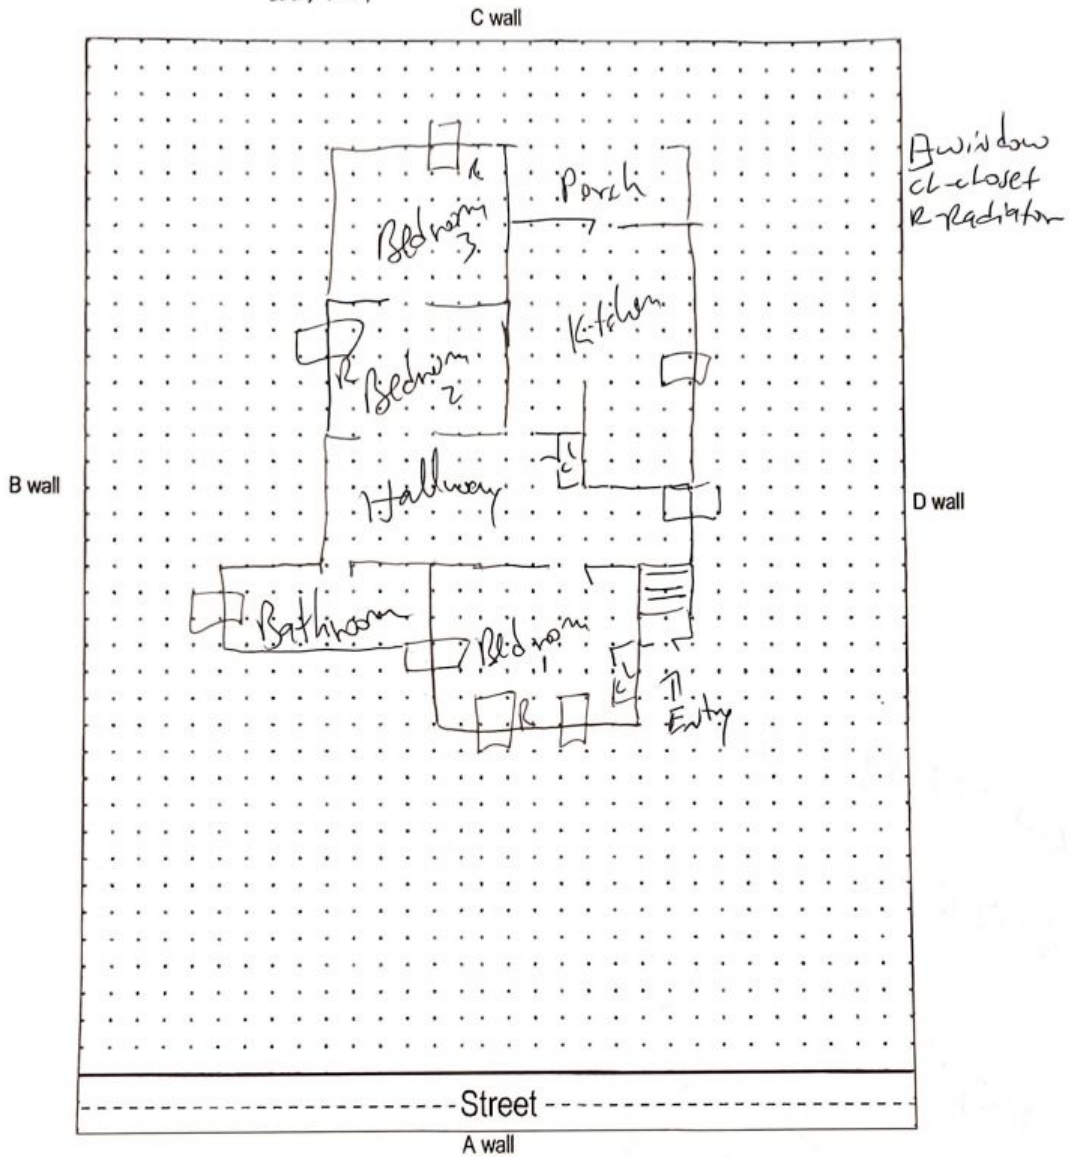 C wall
window
CL-closet
R-Radiator
R
Porch
Bedroom
3
Kitchen
R
Bedroom
2
CL
Hallway
B wall
D wall
Bathroom
Bedroom
1
CL
R
Entry
Street
A wall